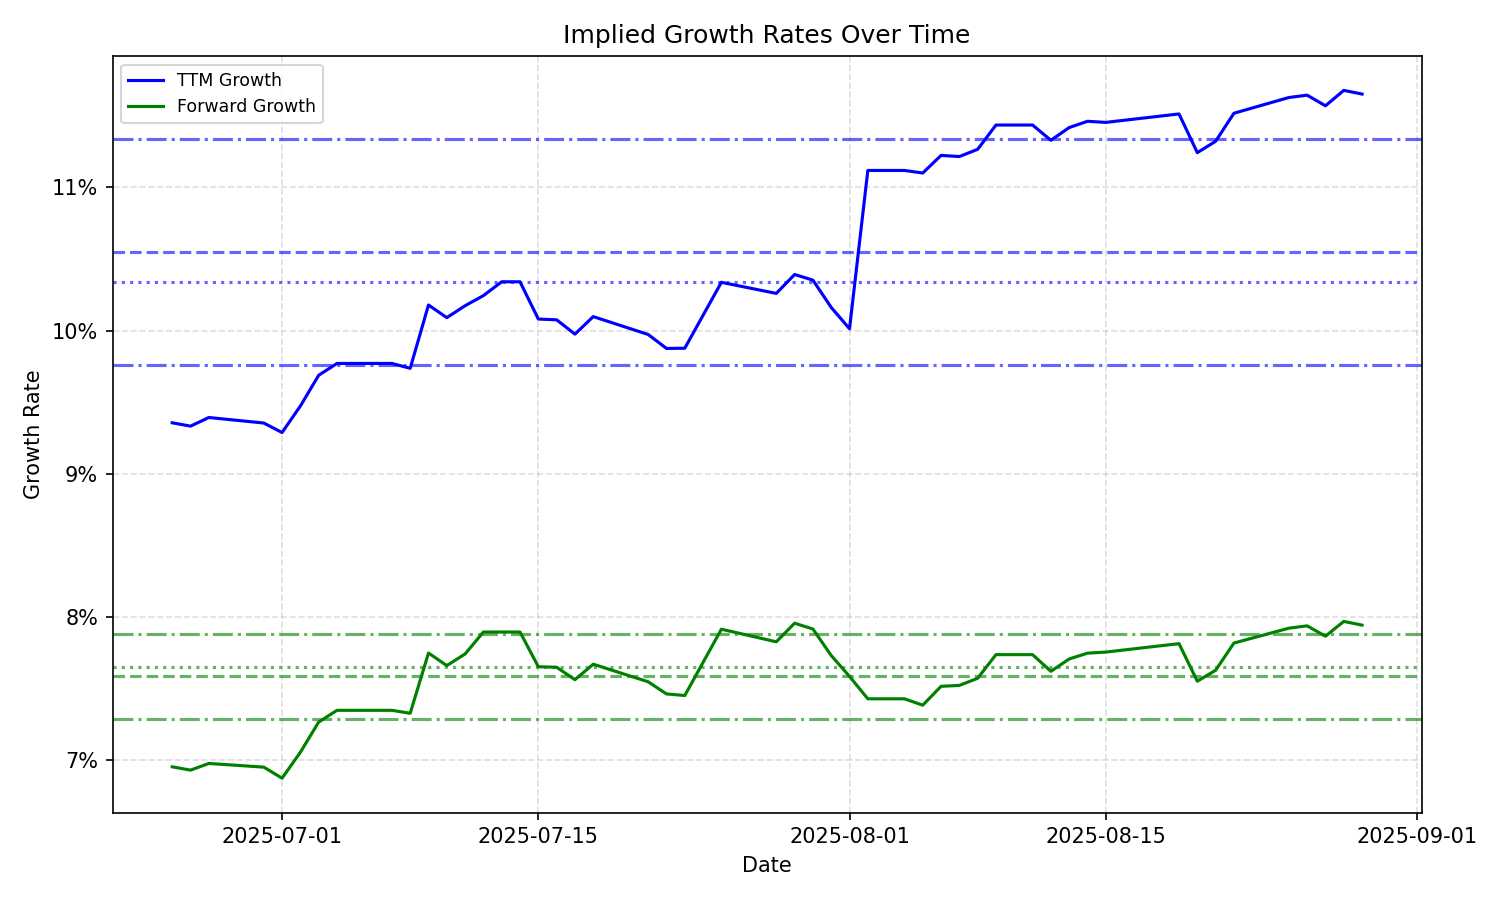 Implied Growth Rates Over Time
TTM Growth
Forward Growth
Growth Rate
11%
10%
9%
8%
7%
2025-07-01
2025-07-15
2025-08-01
2025-08-15
2025-09-01
Date